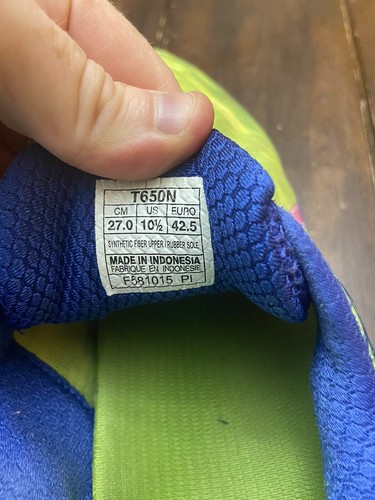 T650N
CM US EURO
27.0 10½ 42.5
SYNTHETIC FIBER UPPER / RUBBER SOLE
MADE IN INDONESIA
FABRIQUE EN INDONESIE
F581015 PI